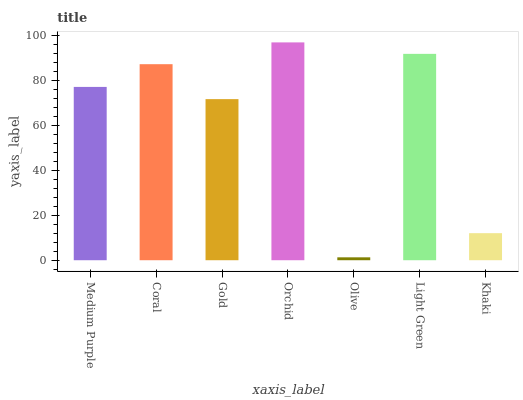 title
100
80
60
40
20
0
yaxis_label
Medium Purple
Coral
Gold
Orchid
Olive
Light Green
Khaki
xaxis_label